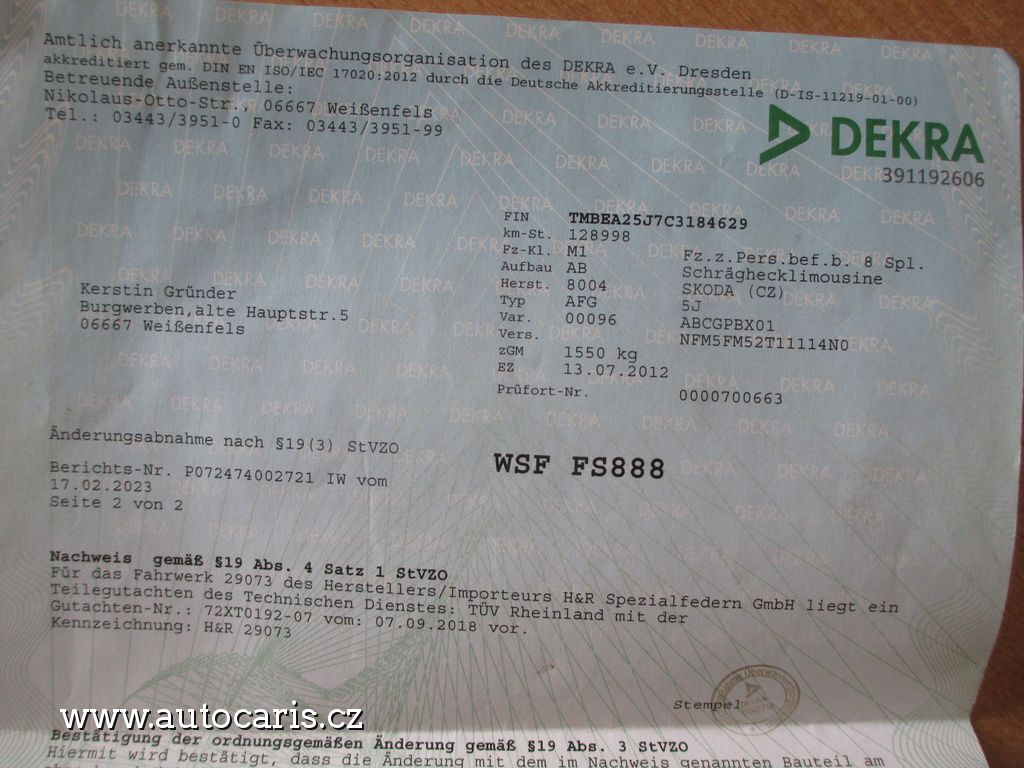 Amtlich anerkannte Überwachungsorganisation des DEKRA e.V. Dresden
akkreditiert gem. DIN EN ISO/IEC 17020:2012 durch die Deutsche Akkreditierungsstelle (D-IS-11219-01-00)
Betreuende Außenstelle:
Nikolaus-Otto-Str., 06667 Weißenfels
Tel.: 03443/3951-0 Fax: 03443/3951-99
DEKRA
391192606
FIN TMBEA25J7C3184629
km-St. 128998
Fz-Kl. M1 Fz.z.Pers.bef.b. 8 Spl.
Aufbau AB Schräghecklimousine
Herst. 8004 SKODA (CZ)
Typ AFG 5J
Var. 00096 ABCGPBX01
Vers. NFM5FM52T11114N0
zGM 1550 kg
EZ 13.07.2012
Prüfort-Nr. 0000700663
Kerstin Gründer
Burgwerben,alte Hauptstr.5
06667 Weißenfels
Änderungsabnahme nach §19(3) StVZO
Berichts-Nr. P072474002721 IW vom
17.02.2023
Seite 2 von 2
WSF FS888
Nachweis gemäß §19 Abs. 4 Satz 1 StVZO
Für das Fahrwerk 29073 des Herstellers/Importeurs H&R Spezialfedern GmbH liegt ein
Teilegutachten des Technischen Dienstes: TÜV Rheinland mit der
Gutachten-Nr.: 72XT0192-07 vom: 07.09.2018 vor.
Kennzeichnung: H&R 29073
Stempel
www.autocaris.cz
Bestätigung der ordnungsgemäßen Änderung gemäß §19 Abs. 3 StVZO
Hiermit wird bestätigt, dass die Änderung mit dem im Nachweis genannten Bauteil am